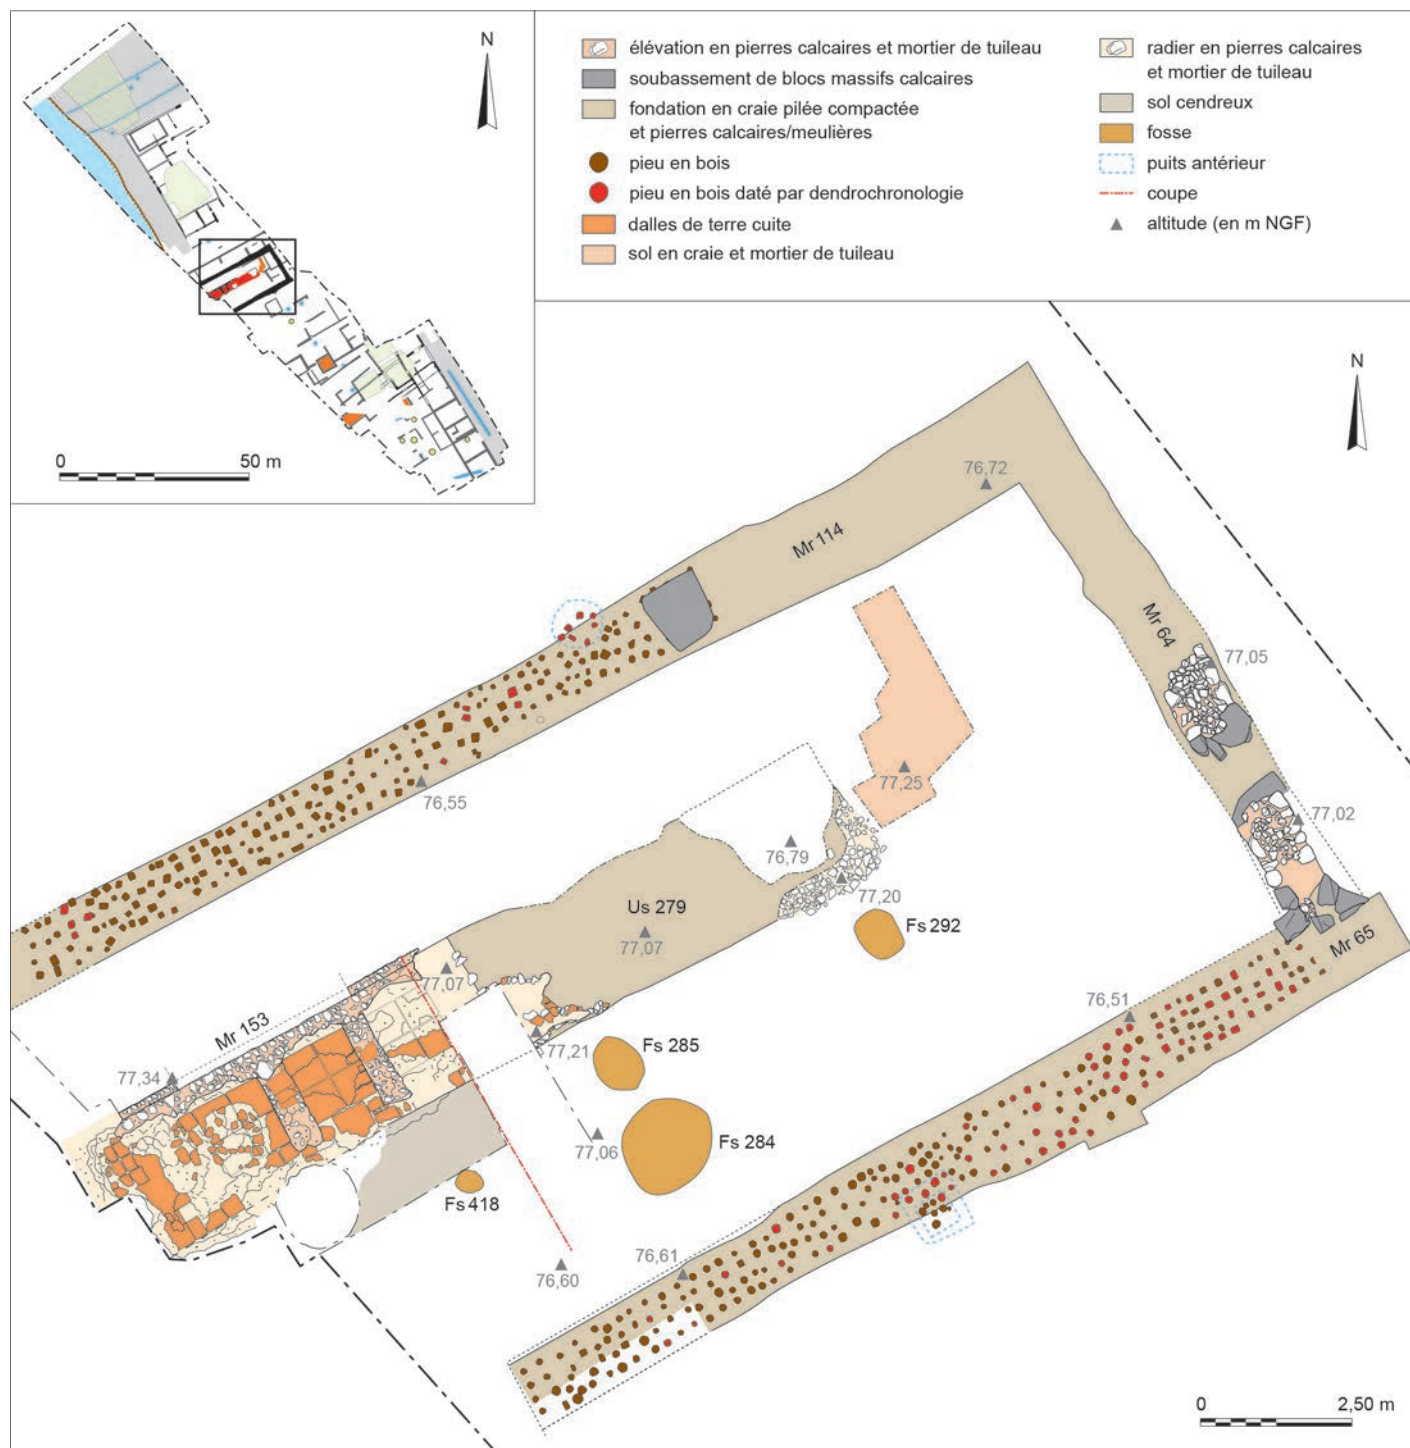 N
0
50 m
élévation en pierres calcaires et mortier de tuileau
soubassement de blocs massifs calcaires
fondation en craie pilée compactée
et pierres calcaires/meulières
pieu en bois
pieu en bois daté par dendrochronologie
dalles de terre cuite
sol en craie et mortier de tuileau
radier en pierres calcaires
et mortier de tuileau
sol cendreux
fosse
puits antérieur
coupe
altitude (en m NGF)
N
76,72
Mr 114
Mr 64
77,05
77,25
76,55
76,79
77,02
77,20
Us 279
Fs 292
77,07
Mr 65
77,07
76,51
Mr 153
77,21
Fs 285
77,34
77,06
Fs 284
Fs 418
76,61
76,60
0
2,50 m